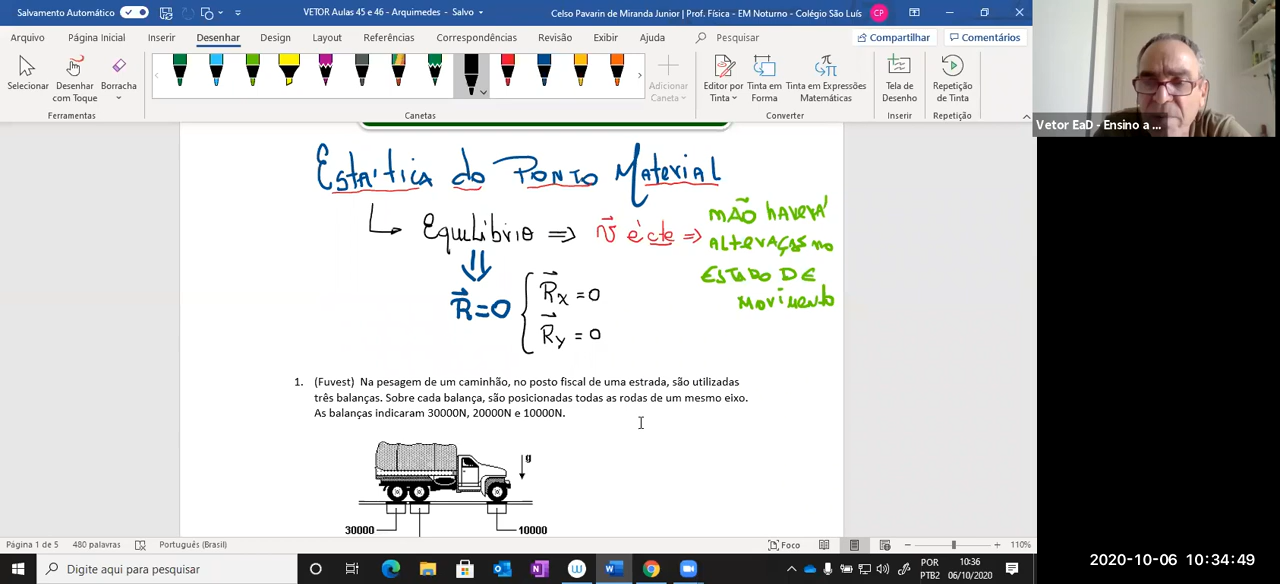 Salvamento Automático
VETOR Aulas 45 e 46 - Arquimedes - Salvo
Celso Pavarin de Miranda Junior | Prof. Física - EM Noturno - Colégio São Luís
CP
Arquivo Página Inicial Inserir Desenhar Design Layout Referências Correspondências Revisão Exibir Ajuda Pesquisar Compartilhar Comentários
Selecionar
Desenhar com Toque
Borracha
Adicionar Caneta
Editor por Tinta
Tinta em Forma
Tinta em Expressões Matemáticas
Tela de Desenho
Repetição de Tinta
Ferramentas Canetas Converter Inserir Repetição
Vetor EaD - Ensino a ...
Estática do Ponto Material
Equilíbrio ⇒ v⃗ é cte ⇒ NÃO HAVERÁ
ALTERAÇÃO NO
ESTADO DE
MOVIMENTO
R⃗=0
R⃗x = 0
R⃗y = 0
1. (Fuvest) Na pesagem de um caminhão, no posto fiscal de uma estrada, são utilizadas
três balanças. Sobre cada balança, são posicionadas todas as rodas de um mesmo eixo.
As balanças indicaram 30000N, 20000N e 10000N.
g
30000 10000
Página 1 de 5 480 palavras Português (Brasil) Foco 110%
Digite aqui para pesquisar
POR
PTB2
10:36
06/10/2020
2020-10-06 10:34:49